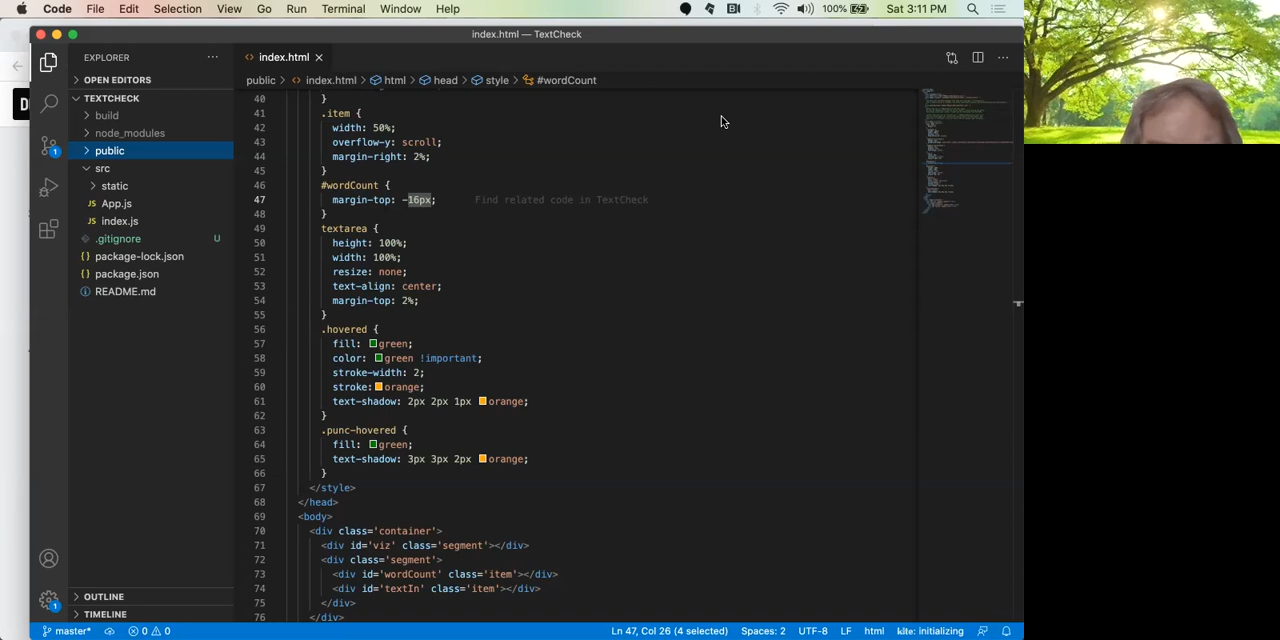 Code File Edit Selection View Go Run Terminal Window Help 100% Sat 3:11 PM
index.html — TextCheck
EXPLORER
OPEN EDITORS
TEXTCHECK
build
node_modules
public
src
static
App.js
index.js
.gitignore U
package-lock.json
package.json
README.md
OUTLINE
TIMELINE
index.html
public > index.html > html > head > style > #wordCount
40 }
41 .item {
42 width: 50%;
43 overflow-y: scroll;
44 margin-right: 2%;
45 }
46 #wordCount {
47 margin-top: -16px; Find related code in TextCheck
48 }
49 textarea {
50 height: 100%;
51 width: 100%;
52 resize: none;
53 text-align: center;
54 margin-top: 2%;
55 }
56 .hovered {
57 fill: green;
58 color: green !important;
59 stroke-width: 2;
60 stroke: orange;
61 text-shadow: 2px 2px 1px orange;
62 }
63 .punc-hovered {
64 fill: green;
65 text-shadow: 3px 3px 2px orange;
66 }
67 </style>
68 </head>
69 <body>
70 <div class='container'>
71 <div id='viz' class='segment'></div>
72 <div class='segment'>
73 <div id='wordCount' class='item'></div>
74 <div id='textIn' class='item'></div>
75 </div>
76 </div>
master* 0 0 Ln 47, Col 26 (4 selected) Spaces: 2 UTF-8 LF html kite: initializing